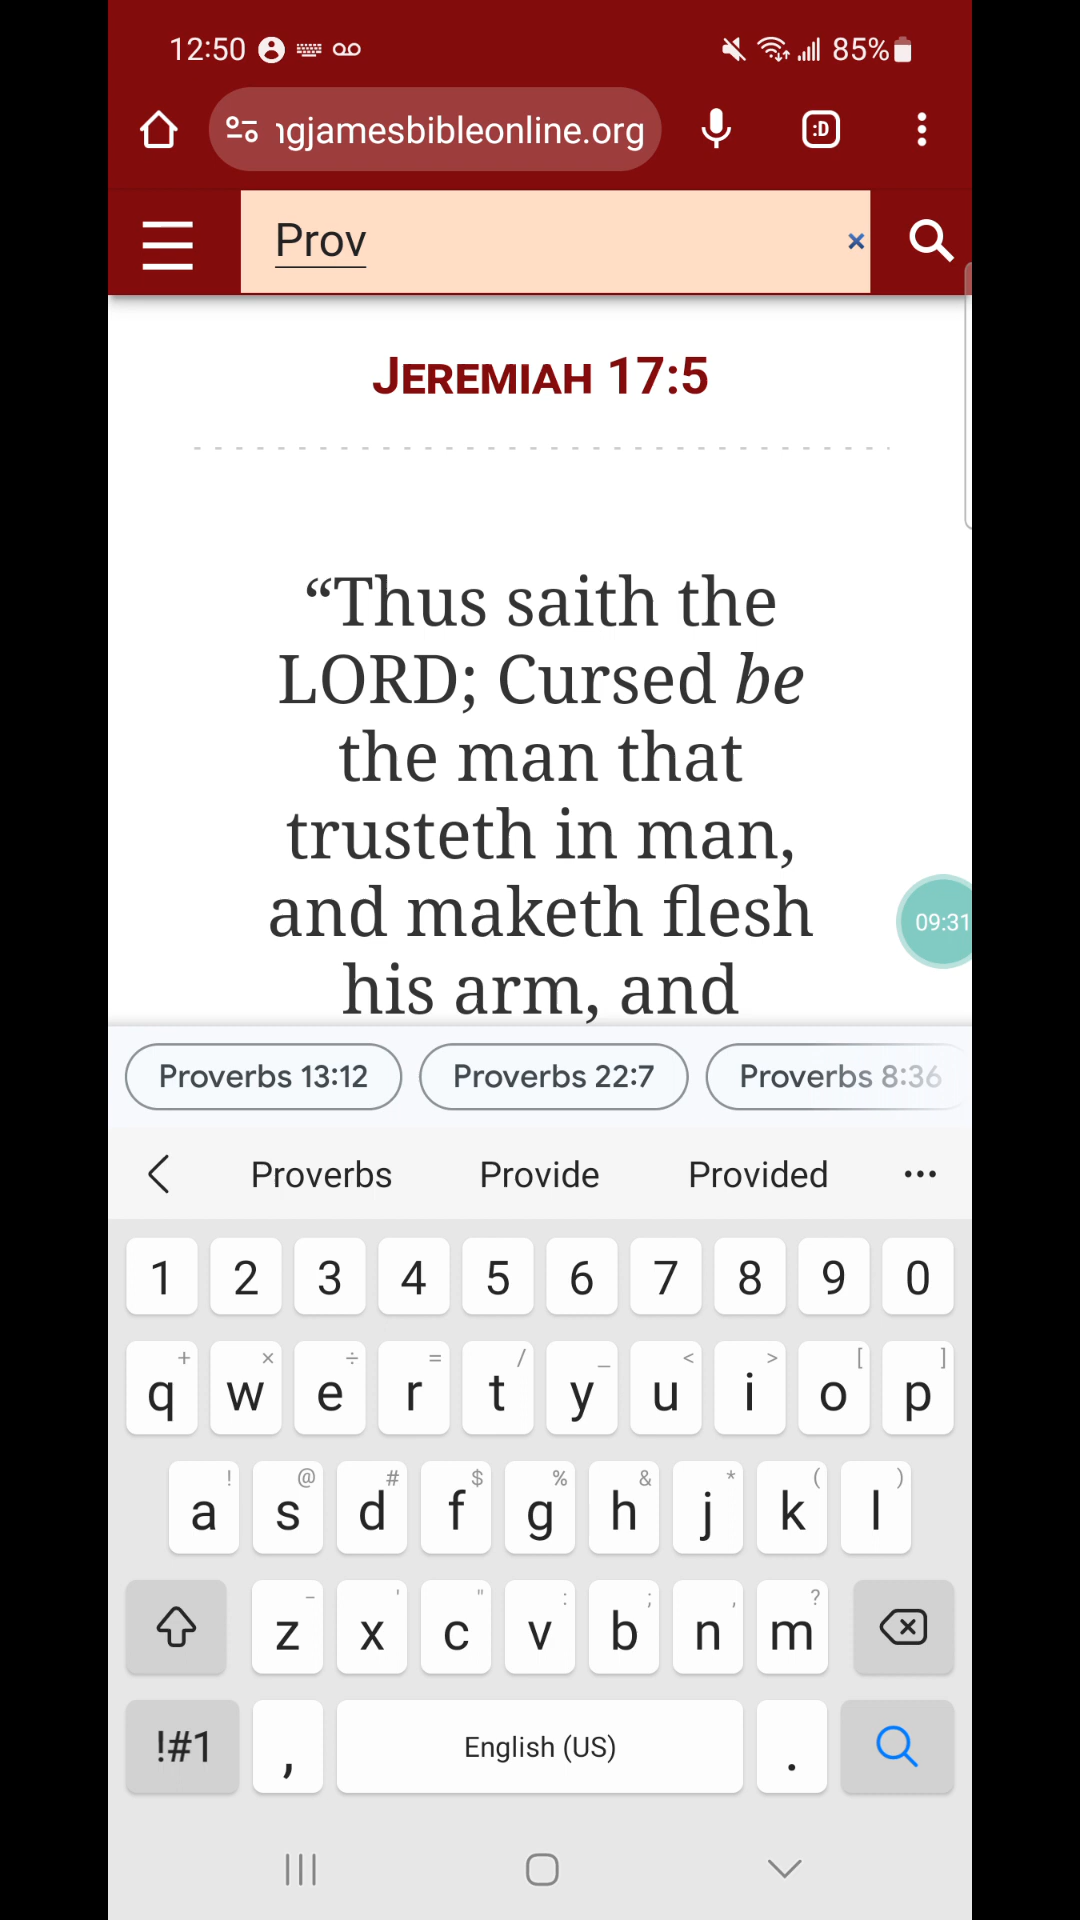 12:50 85%
ngjamesbibleonline.org :D
Prov ×
JEREMIAH 17:5
“Thus saith the
LORD; Cursed be
the man that
trusteth in man,
and maketh flesh
his arm, and
09:31
Proverbs 13:12 Proverbs 22:7 Proverbs 8:36
Proverbs Provide Provided ...
1 2 3 4 5 6 7 8 9 0
+ × ÷ = / _ < > [ ]
q w e r t y u i o p
! @ # $ % & * ( )
a s d f g h j k l
- ' " : ; , ?
z x c v b n m
!#1 , English (US) .